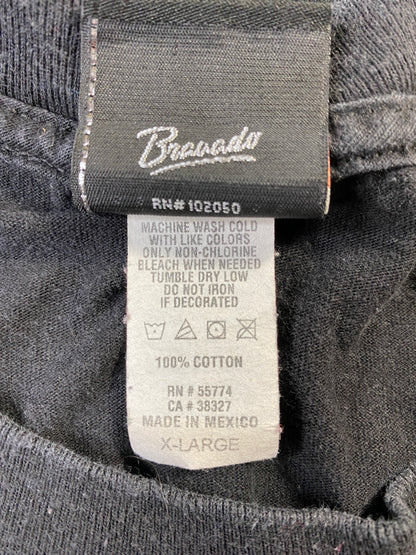 Bravado
RN# 102050
MACHINE WASH COLD
WITH LIKE COLORS
ONLY NON-CHLORINE
BLEACH WHEN NEEDED
TUMBLE DRY LOW
DO NOT IRON
IF DECORATED
100% COTTON
RN # 55774
CA # 38327
MADE IN MEXICO
X-LARGE